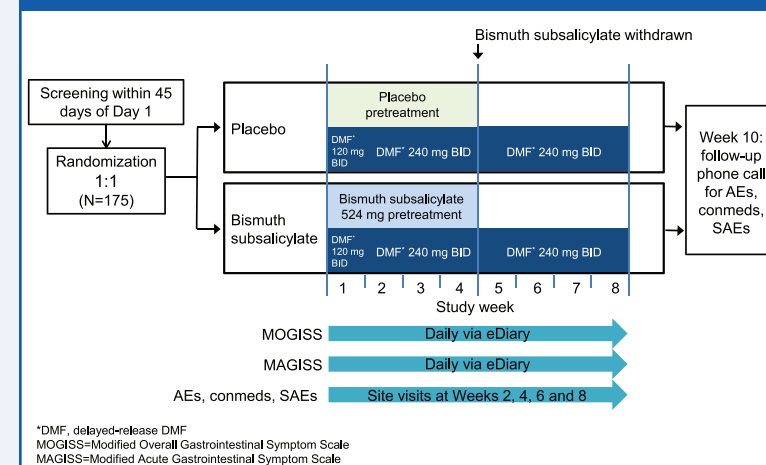 Bismuth subsalicylate withdrawn
Screening within 45
days of Day 1
Randomization
1:1
(N=175)
Placebo
Placebo
pretreatment
DMF*
120 mg
BID
DMF* 240 mg BID
DMF* 240 mg BID
Bismuth
subsalicylate
Bismuth subsalicylate
524 mg pretreatment
DMF*
120 mg
BID
DMF* 240 mg BID
DMF* 240 mg BID
Week 10:
follow-up
phone call
for AEs,
conmeds,
SAEs
1 2 3 4 5 6 7 8
Study week
MOGISS Daily via eDiary
MAGISS Daily via eDiary
AEs, conmeds, SAEs Site visits at Weeks 2, 4, 6 and 8
*DMF, delayed-release DMF
MOGISS=Modified Overall Gastrointestinal Symptom Scale
MAGISS=Modified Acute Gastrointestinal Symptom Scale